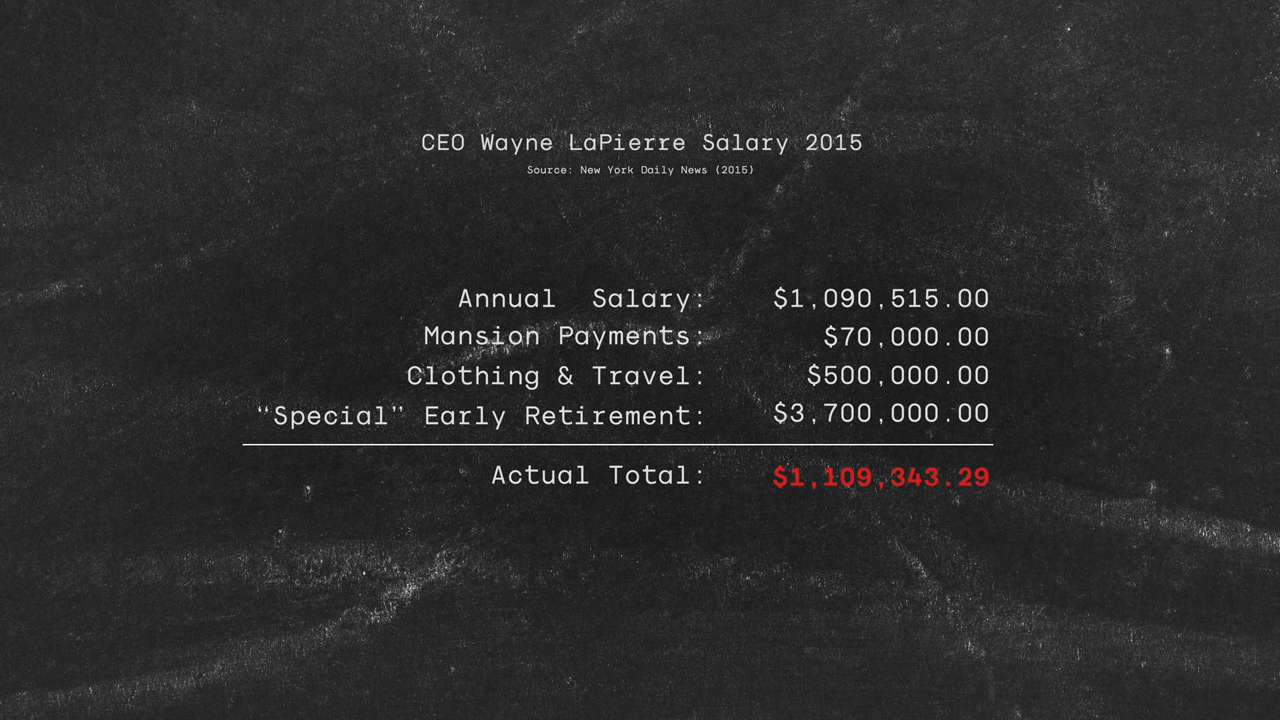 CEO Wayne LaPierre Salary 2015
Source: New York Daily News (2015)
Annual Salary: $1,090,515.00
Mansion Payments: $70,000.00
Clothing & Travel: $500,000.00
“Special” Early Retirement: $3,700,000.00
Actual Total: $1,109,343.29